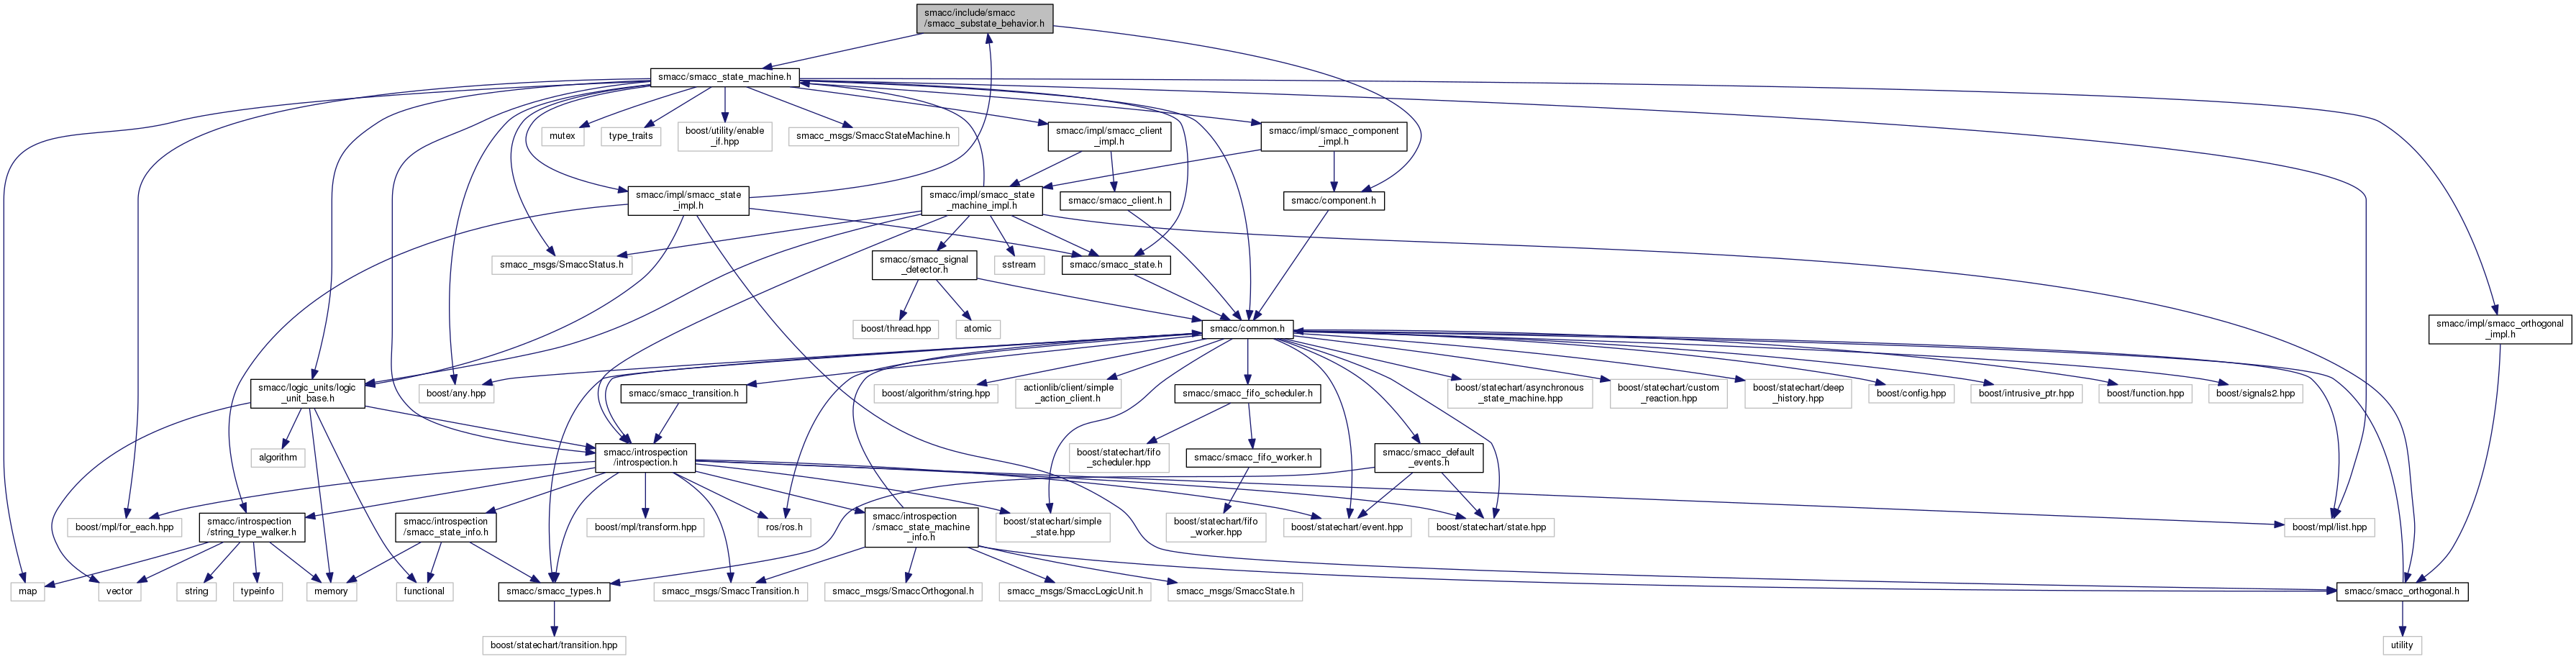 smacc/include/smacc
/smacc_substate_behavior.h
smacc/smacc_state_machine.h
mutex
type_traits
boost/utility/enable
_if.hpp
smacc_msgs/SmaccStateMachine.h
smacc/impl/smacc_client
_impl.h
smacc/impl/smacc_component
_impl.h
smacc/impl/smacc_state
_impl.h
smacc/impl/smacc_state
_machine_impl.h
smacc/smacc_client.h
smacc/component.h
smacc_msgs/SmaccStatus.h
smacc/smacc_signal
_detector.h
sstream
smacc/smacc_state.h
boost/thread.hpp
atomic
smacc/common.h
smacc/impl/smacc_orthogonal
_impl.h
smacc/logic_units/logic
_unit_base.h
boost/any.hpp
smacc/smacc_transition.h
boost/algorithm/string.hpp
actionlib/client/simple
_action_client.h
smacc/smacc_fifo_scheduler.h
boost/statechart/asynchronous
_state_machine.hpp
boost/statechart/custom
_reaction.hpp
boost/statechart/deep
_history.hpp
boost/config.hpp
boost/intrusive_ptr.hpp
boost/function.hpp
boost/signals2.hpp
algorithm
smacc/introspection
/introspection.h
boost/statechart/fifo
_scheduler.hpp
smacc/smacc_fifo_worker.h
smacc/smacc_default
_events.h
boost/mpl/for_each.hpp
smacc/introspection
/string_type_walker.h
smacc/introspection
/smacc_state_info.h
boost/mpl/transform.hpp
ros/ros.h
smacc/introspection
/smacc_state_machine
_info.h
boost/statechart/simple
_state.hpp
boost/statechart/fifo
_worker.hpp
boost/statechart/event.hpp
boost/statechart/state.hpp
boost/mpl/list.hpp
map
vector
string
typeinfo
memory
functional
smacc/smacc_types.h
smacc_msgs/SmaccTransition.h
smacc_msgs/SmaccOrthogonal.h
smacc_msgs/SmaccLogicUnit.h
smacc_msgs/SmaccState.h
smacc/smacc_orthogonal.h
boost/statechart/transition.hpp
utility